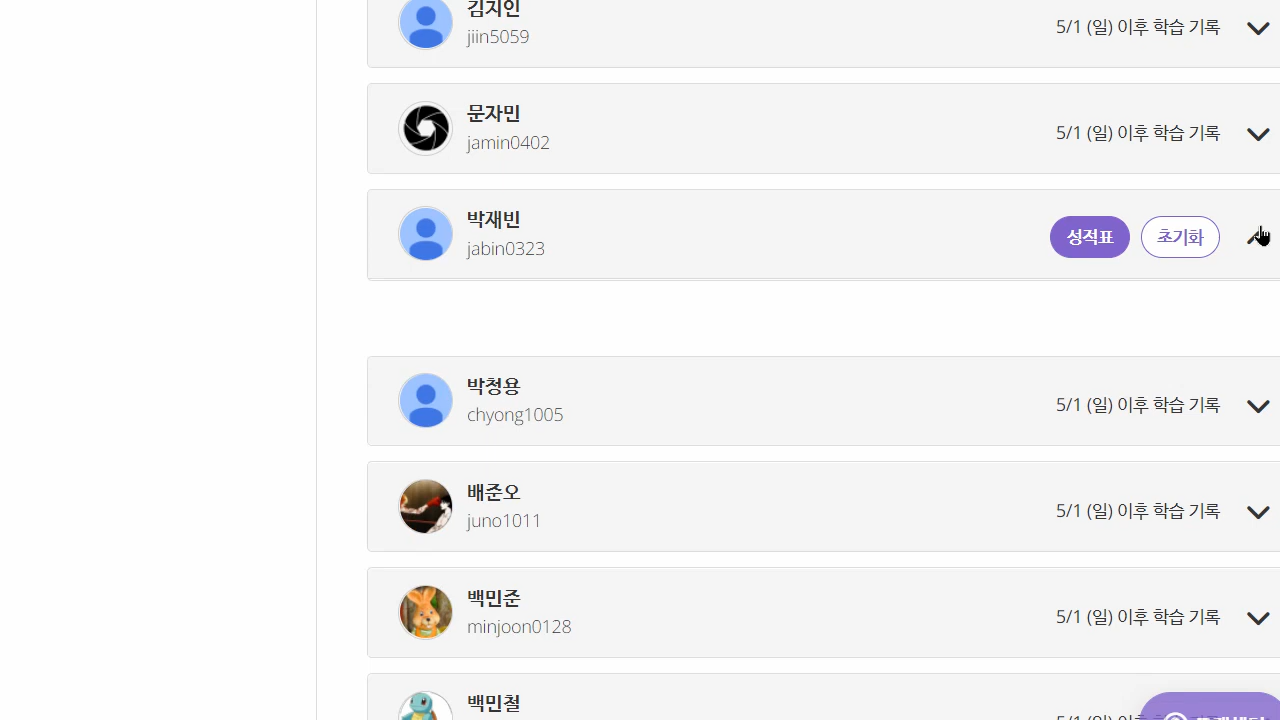 김지인
jiin5059
5/1 (일) 이후 학습 기록
문자민
jamin0402
5/1 (일) 이후 학습 기록
박재빈
jabin0323
성적표
초기화
박청용
chyong1005
5/1 (일) 이후 학습 기록
배준오
juno1011
5/1 (일) 이후 학습 기록
백민준
minjoon0128
5/1 (일) 이후 학습 기록
백민철